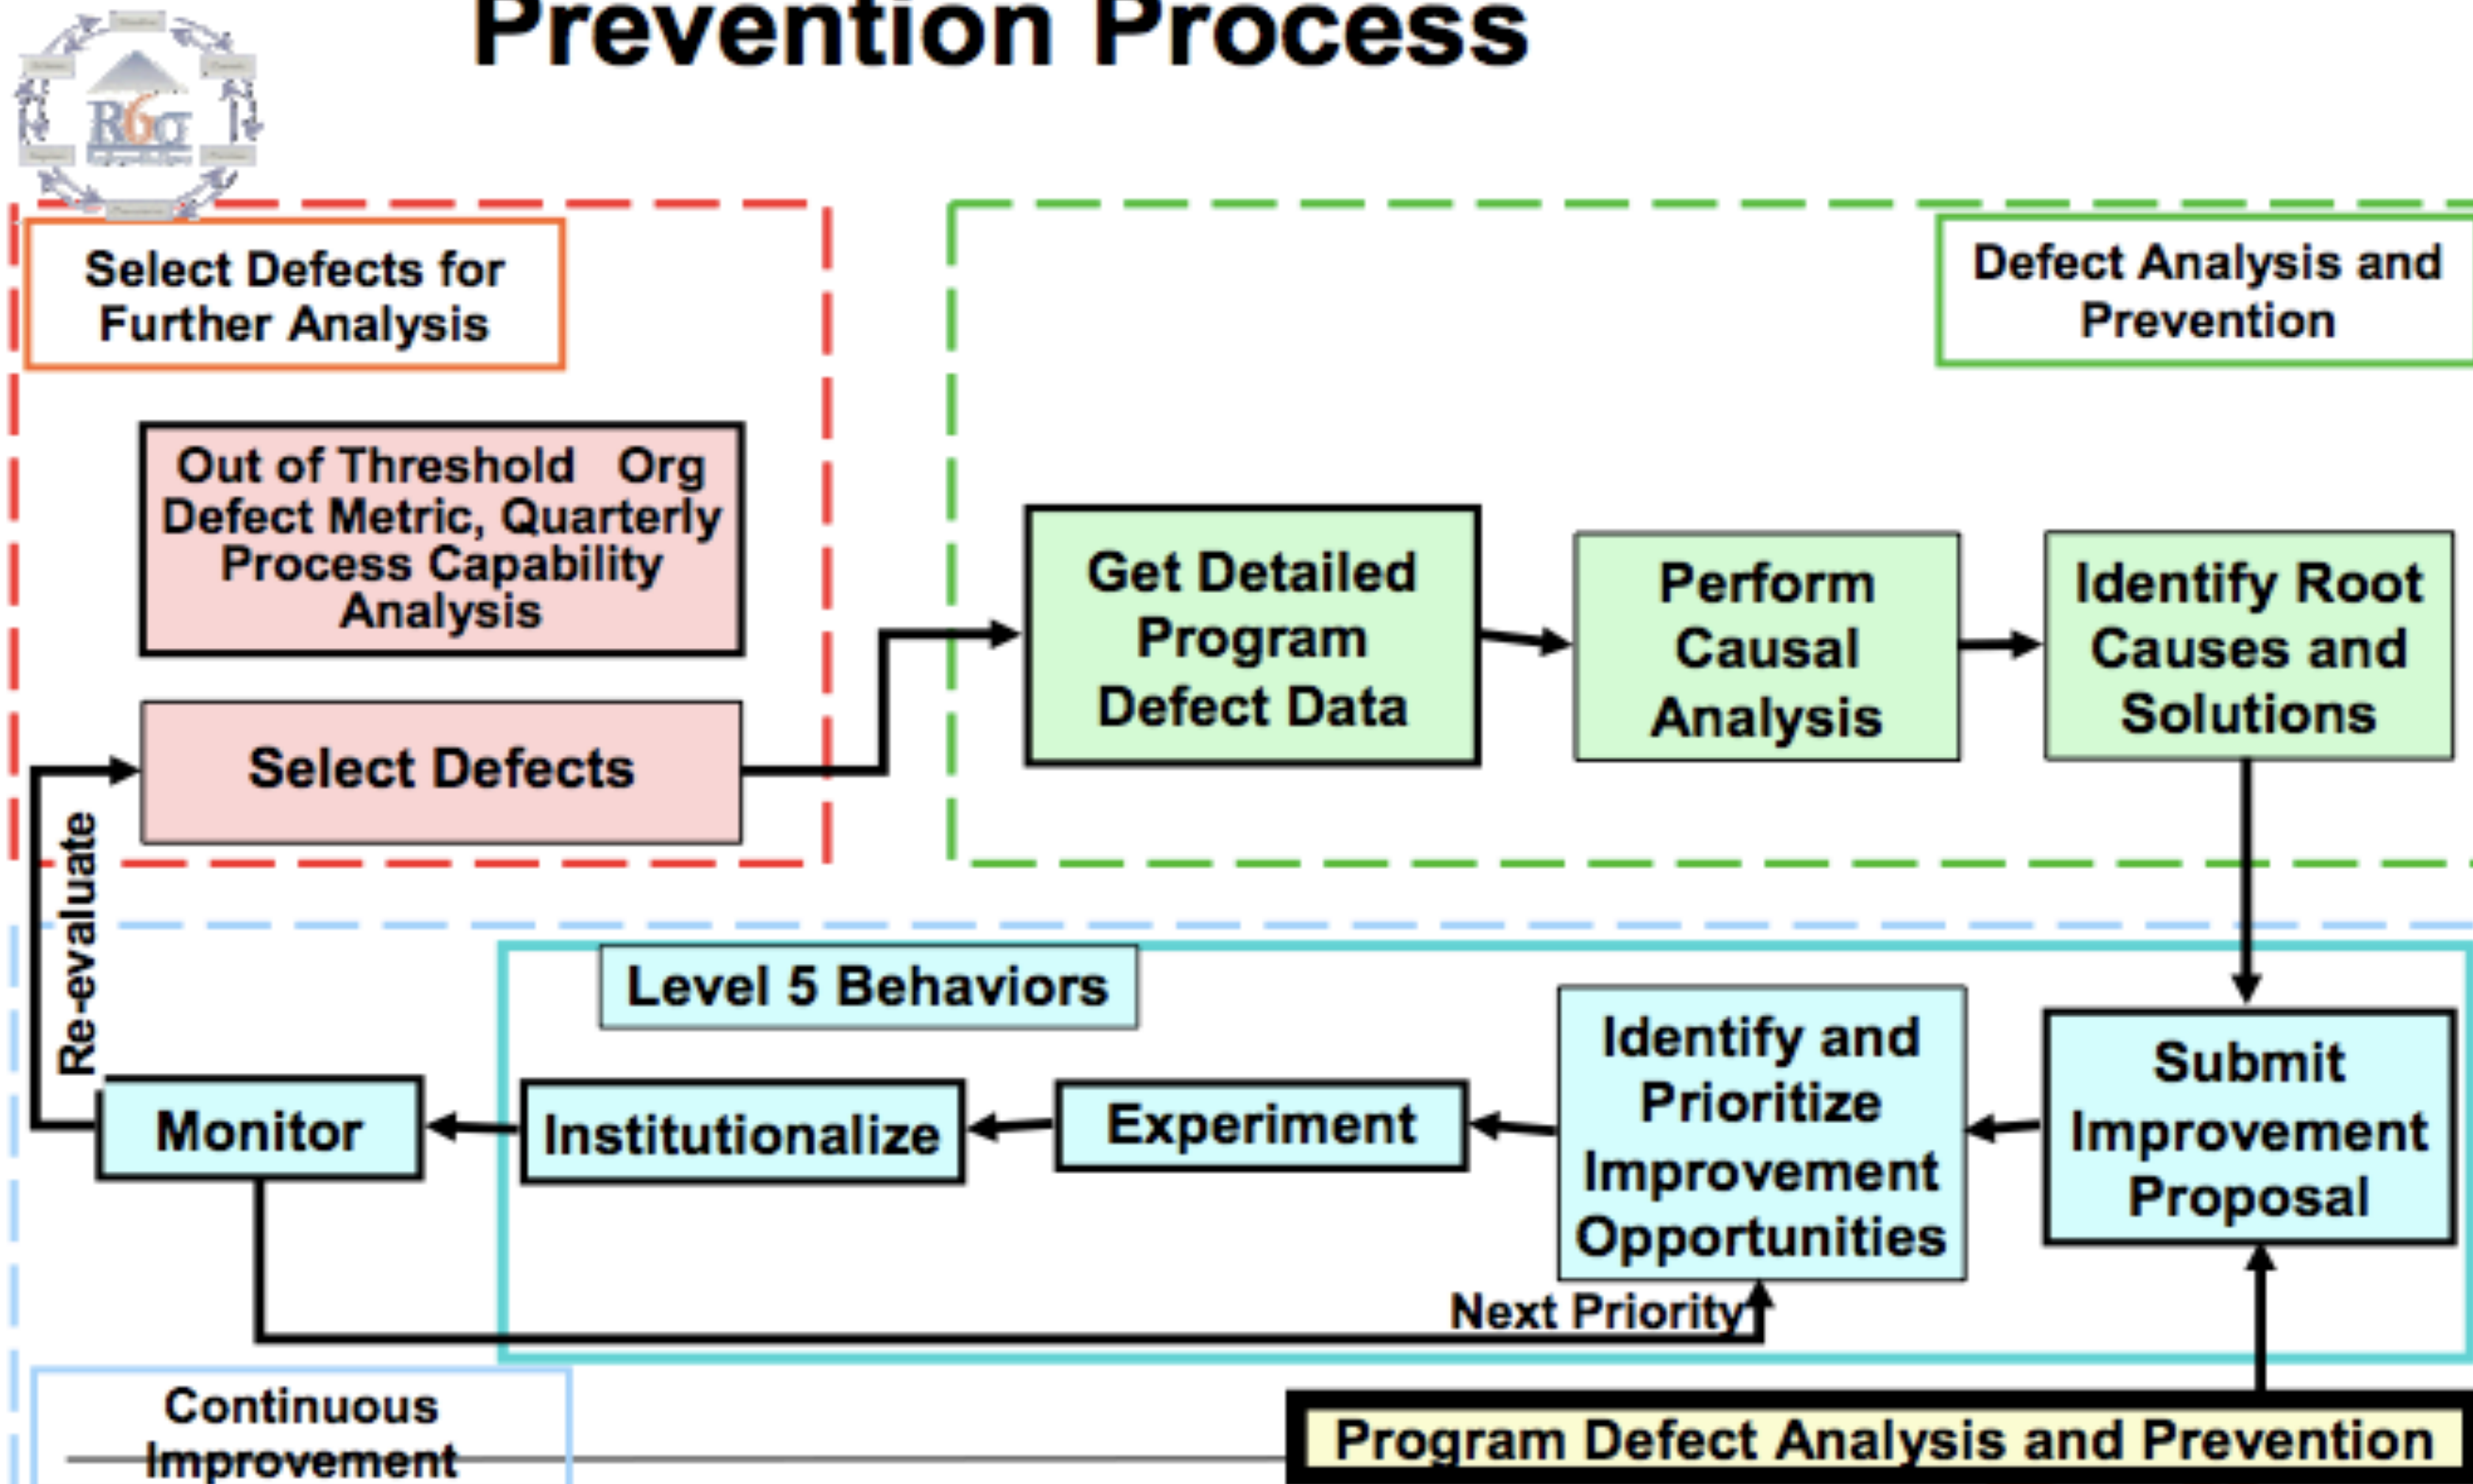 Prevention Process
R6σ
Select Defects for
Further Analysis
Defect Analysis and
Prevention
Out of Threshold Org
Defect Metric, Quarterly
Process Capability
Analysis
Get Detailed
Program
Defect Data
Perform
Causal
Analysis
Identify Root
Causes and
Solutions
Select Defects
Re-evaluate
Level 5 Behaviors
Monitor
Institutionalize
Experiment
Identify and
Prioritize
Improvement
Opportunities
Submit
Improvement
Proposal
Next Priority
Continuous
Improvement
Program Defect Analysis and Prevention